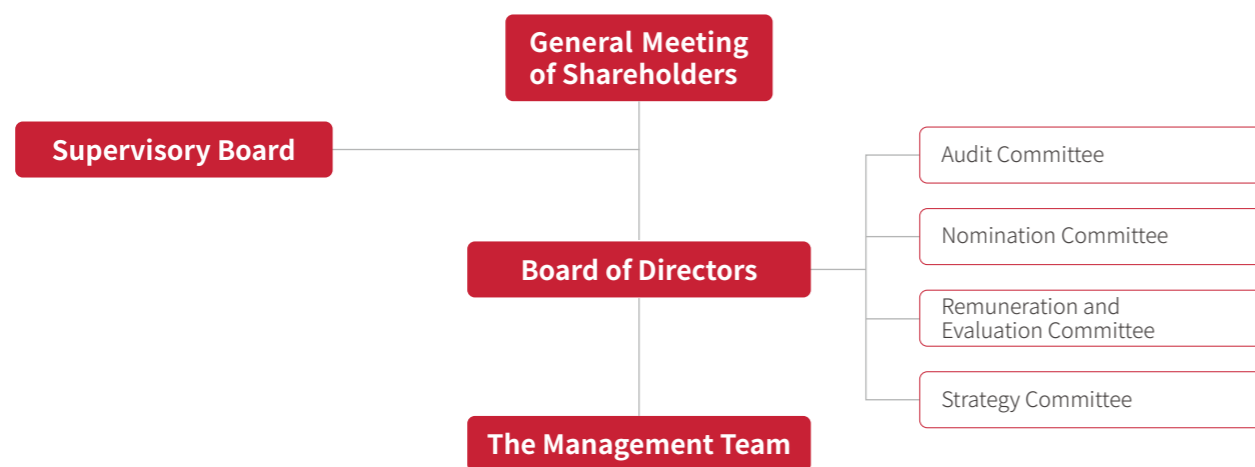 General Meeting
of Shareholders
Supervisory Board
Audit Committee
Nomination Committee
Board of Directors
Remuneration and
Evaluation Committee
Strategy Committee
The Management Team